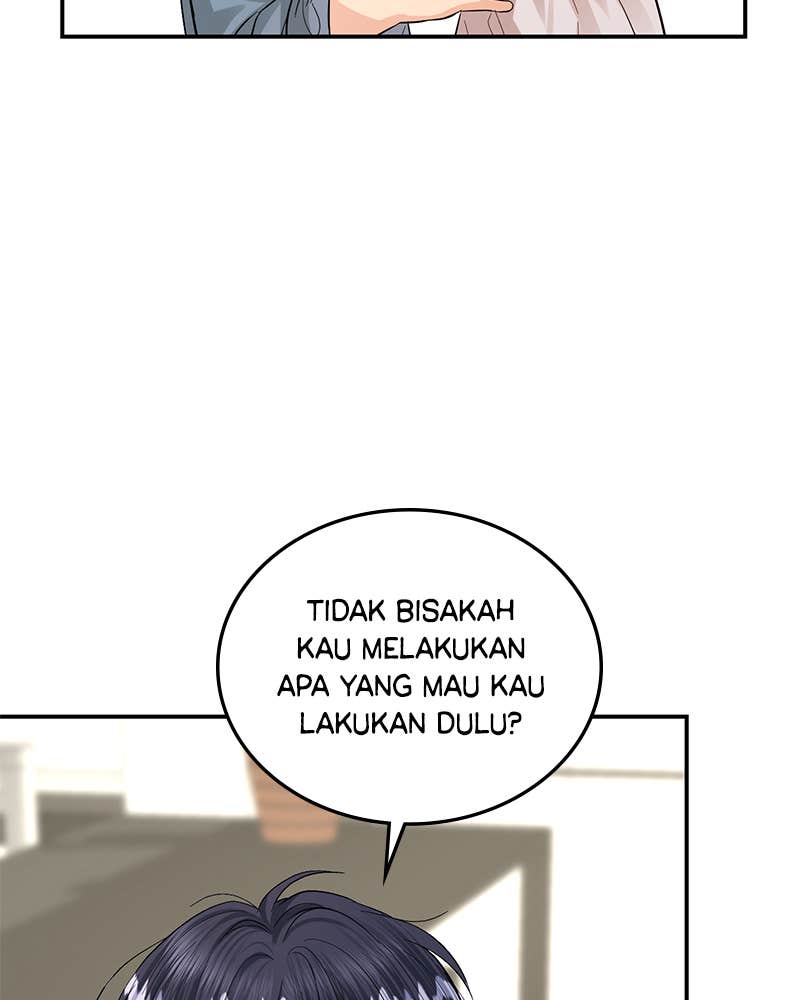 TIDAK BISAKAH
KAU MELAKUKAN
APA YANG MAU KAU
LAKUKAN DULU?